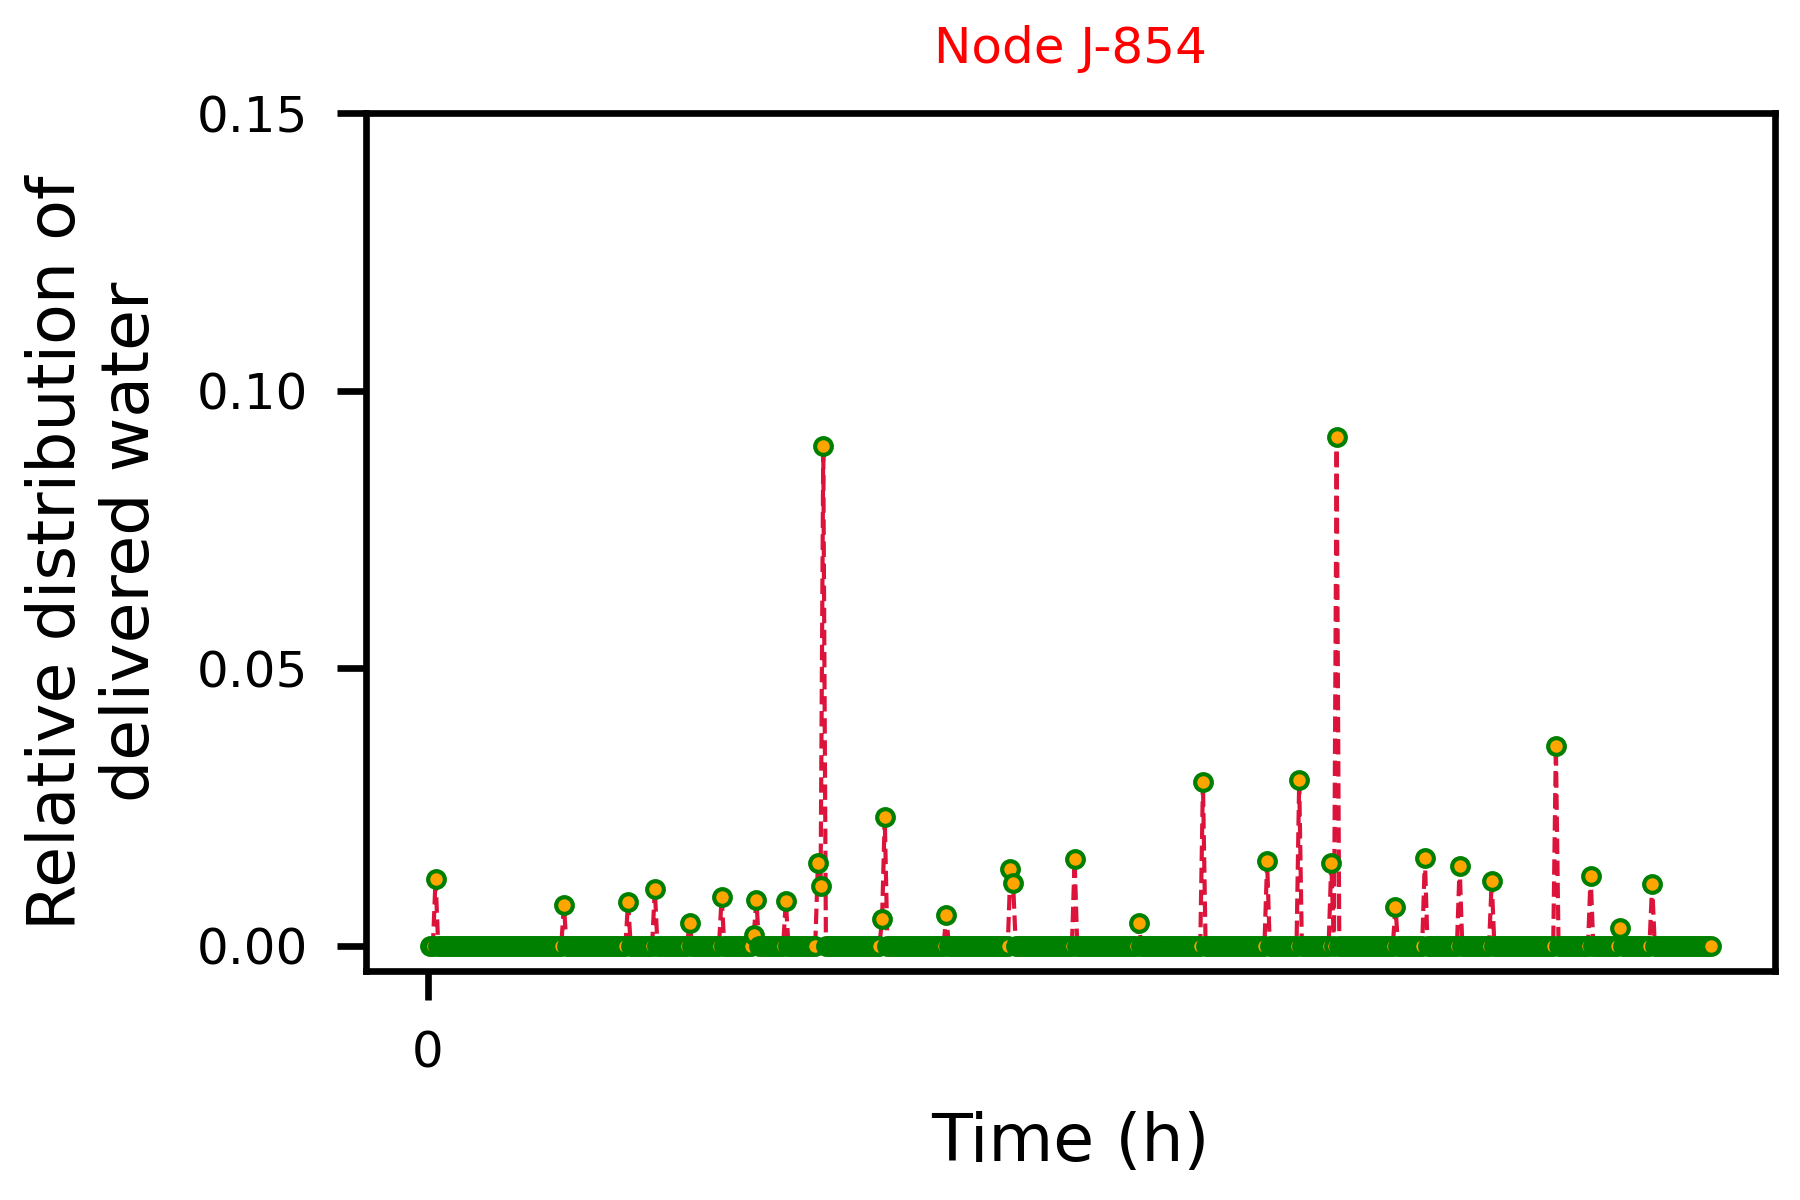 Node J-854
0.15
0.10
0.05
0.00
Relative distribution of
delivered water
0
Time (h)